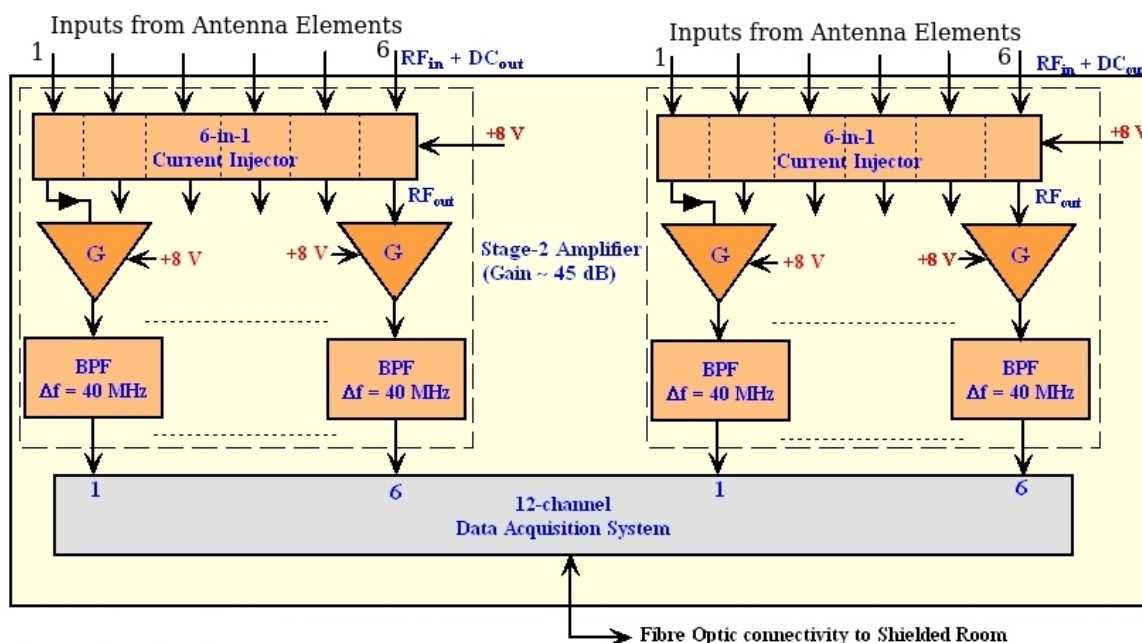 Inputs from Antenna Elements
1
6
RFin + DCout
6-in-1
Current Injector
+8 V
RFout
G
+8 V
+8 V
G
Stage-2 Amplifier
(Gain ~ 45 dB)
BPF
Δf = 40 MHz
BPF
Δf = 40 MHz
Inputs from Antenna Elements
1
6
RFin + DCout
6-in-1
Current Injector
+8 V
RFout
G
+8 V
+8 V
G
BPF
Δf = 40 MHz
BPF
Δf = 40 MHz
1
6
1
6
12-channel
Data Acquisition System
Fibre Optic connectivity to Shielded Room